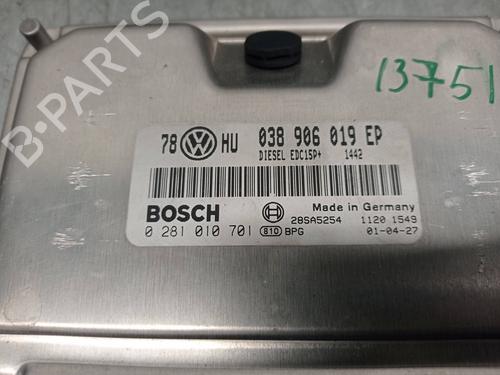 B-PARTS
13751
78 HU 038 906 019 EP
DIESEL EDC15P+ 1442
BOSCH
Made in Germany
28SA5254 1120 1549
0 281 010 701 810 BPG 01-04-27